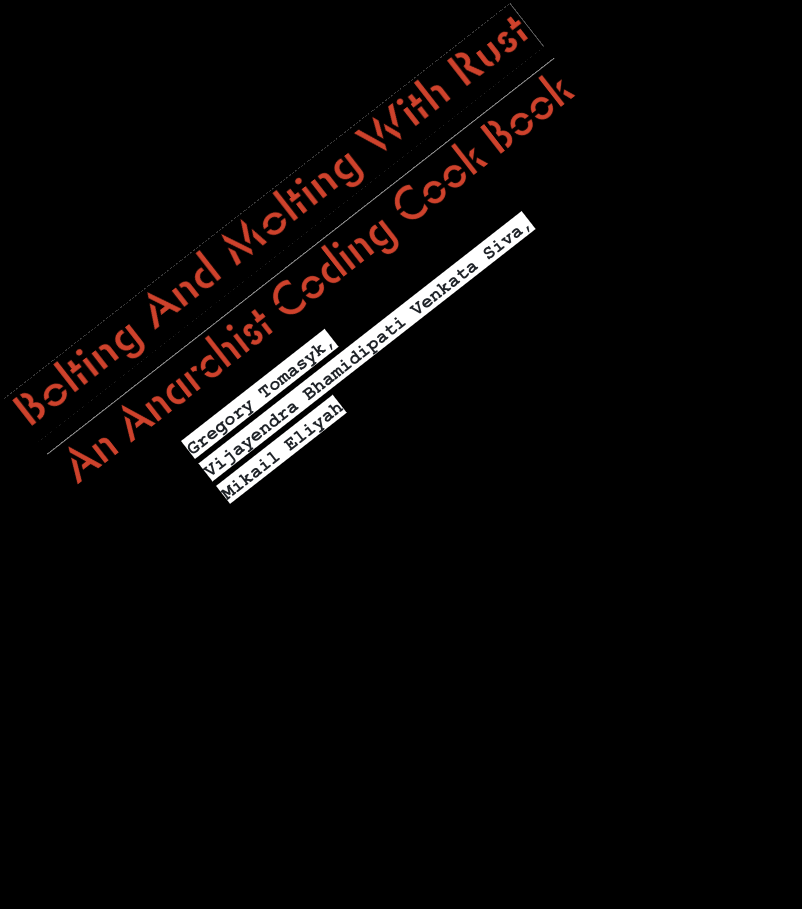 Bolting And Molting With Rust
An Anarchist Coding Cook Book
Gregory Tomasyk,
Vijayendra Bhamidipati Venkata Siva,
Mikail Eliyah